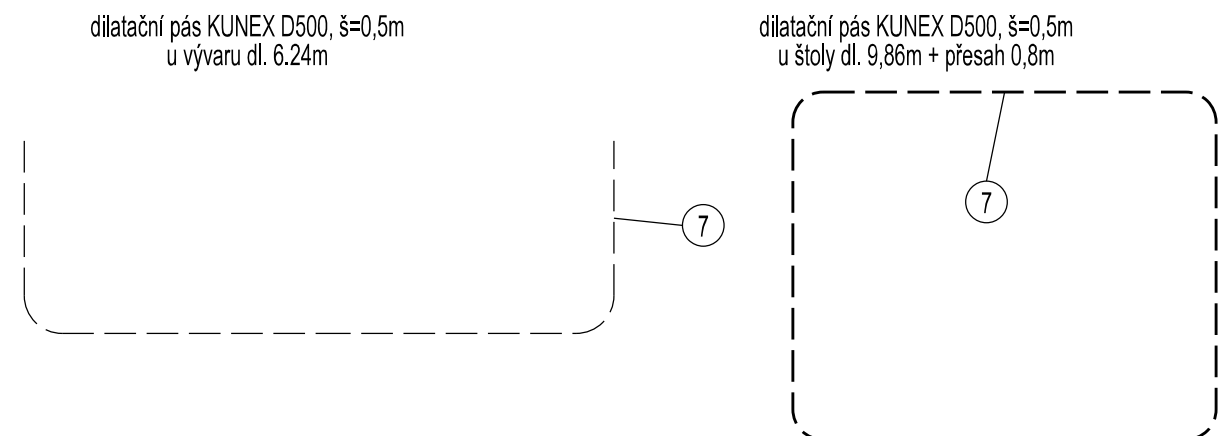 dilatační pás KUNEX D500, š=0,5m
u vývaru dl. 6.24m
dilatační pás KUNEX D500, š=0,5m
u štoly dl. 9,86m + přesah 0,8m
7
7